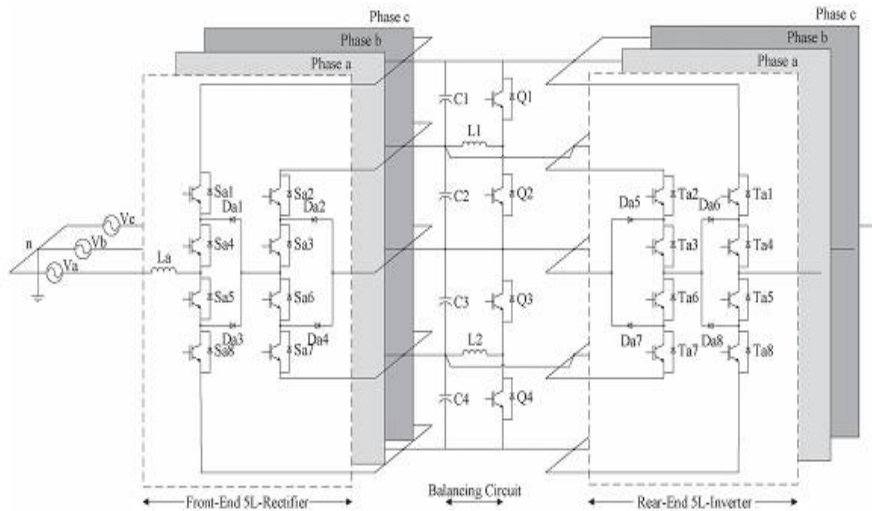 Phase c
Phase b
Phase a
Phase c
Phase b
Phase a
C1
Q1
L1
Sa1
Sa2
Da1
Da2
C2
Q2
Da5
Ta2
Da6
Ta1
Vc
n
Vb
Va
La
Sa4
Sa3
Ta3
Ta4
Sa5
Sa6
C3
Q3
Ta6
Ta5
Da3
Da4
L2
Sa8
Sa7
Da7
Ta7
Da8
Ta8
C4
Q4
Front-End 5L-Rectifier
Balancing Circuit
Rear-End 5L-Inverter